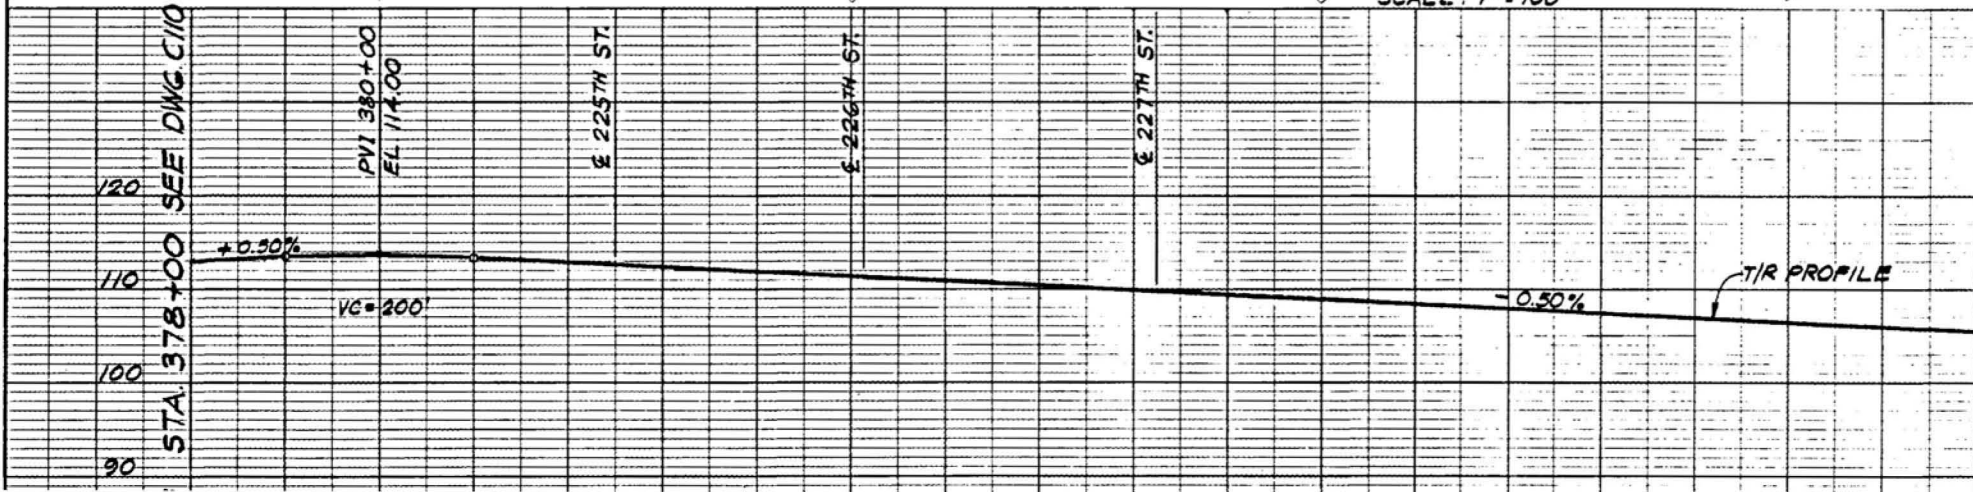 STA. 378+00 SEE DWG. C110
PVI 380+00
EL 114.00
℄ 225TH ST.
℄ 226TH ST.
℄ 227TH ST.
120
110
100
90
+0.50%
VC=200'
-0.50%
T/R PROFILE